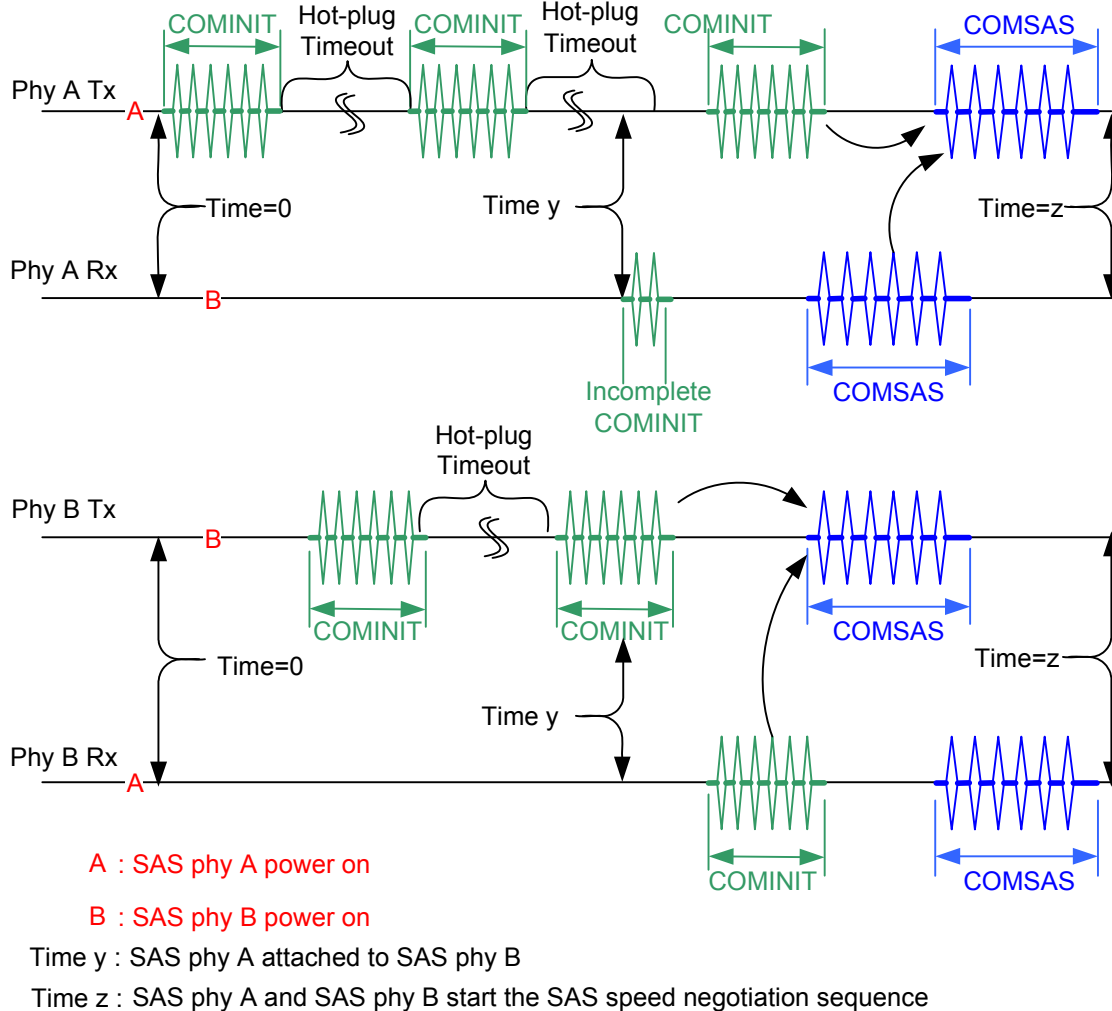 COMINIT
Hot-plug
Timeout
COMINIT
Hot-plug
Timeout
COMINIT
COMSAS
Phy A Tx
A
Time=0
Time y
Time=z
Phy A Rx
B
Incomplete
COMINIT
COMSAS
Hot-plug
Timeout
Phy B Tx
B
COMINIT
COMINIT
COMSAS
Time=0
Time=z
Time y
Phy B Rx
A
COMINIT
COMSAS
A : SAS phy A power on
B : SAS phy B power on
Time y : SAS phy A attached to SAS phy B
Time z : SAS phy A and SAS phy B start the SAS speed negotiation sequence